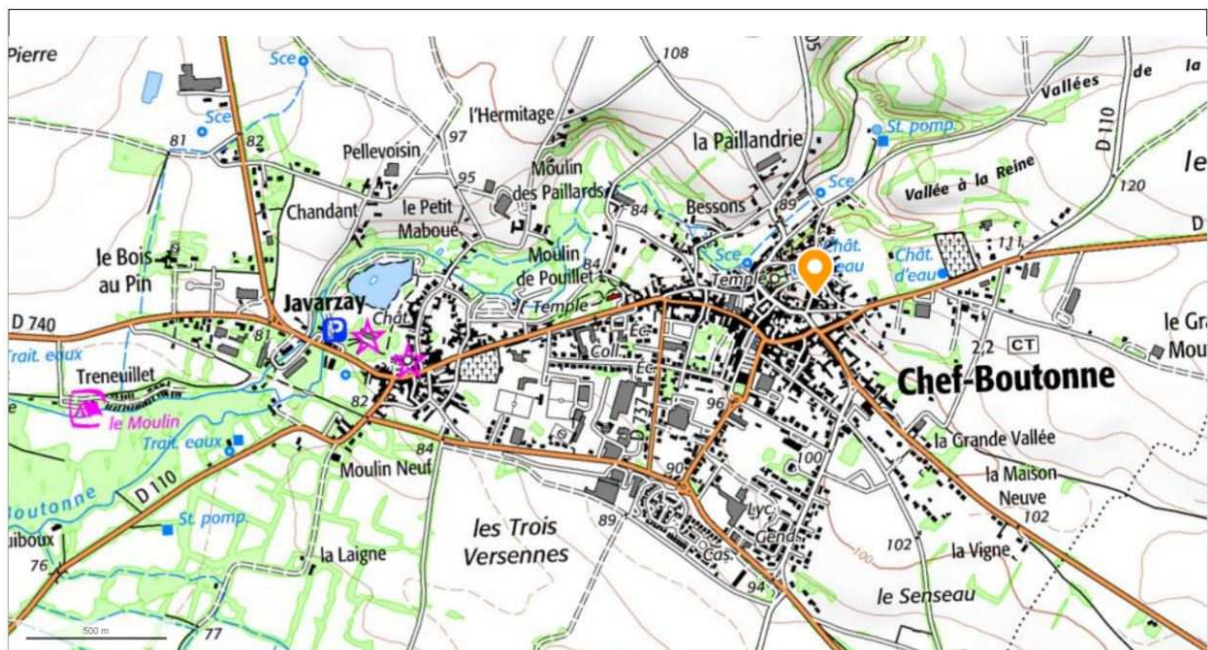 Pierre
Sce
108
l'Hermitage
Vallées de la
St. pomp.
D 110
Sce
81
82
97
Pellevoisin
la Paillandrie
Moulin
des Paillards
95
Vallée à la Reine
120
le
Sce
89
Chandant
le Petit
Maboué
84
Bessons
le Bois
au Pin
Moulin
de Pouillet
84
Sce
Temple
Chât.
d'eau
111
D
Javarzay
P
Chât.
Temple
D 740
81
Éc.
Coll.
Éc.
2,2
CT
le Gra
Mou
Trait. eaux
Treneuillet
le Moulin
82
D 737
96
Chef-Boutonne
Trait. eaux
84
Moulin Neuf
100
la Grande Vallée
90
la Maison
Neuve
102
Boutonne
D 110
St. pomp.
89
les Trois
Versennes
Lyc.
Gend.
Cas.
100
102
la Vigne
uiboux
76
la Laigne
94
le Senseau
77
500 m